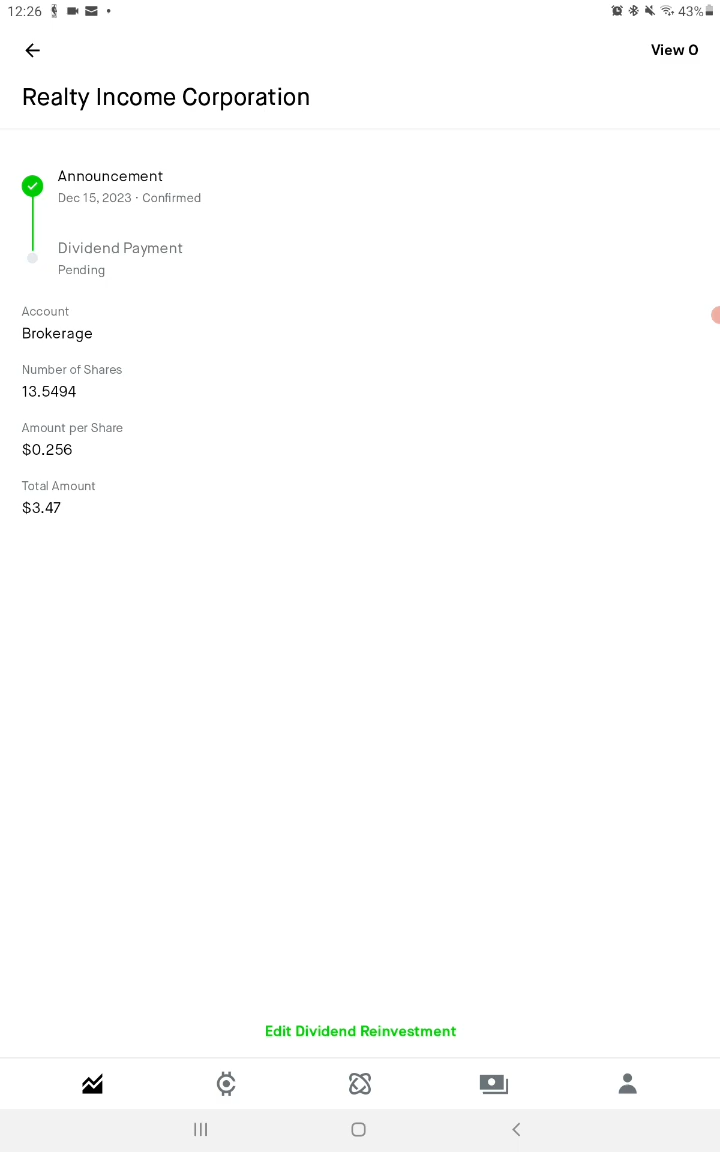 12:26
43%
View O
Realty Income Corporation
Announcement
Dec 15, 2023 · Confirmed
Dividend Payment
Pending
Account
Brokerage
Number of Shares
13.5494
Amount per Share
$0.256
Total Amount
$3.47
Edit Dividend Reinvestment